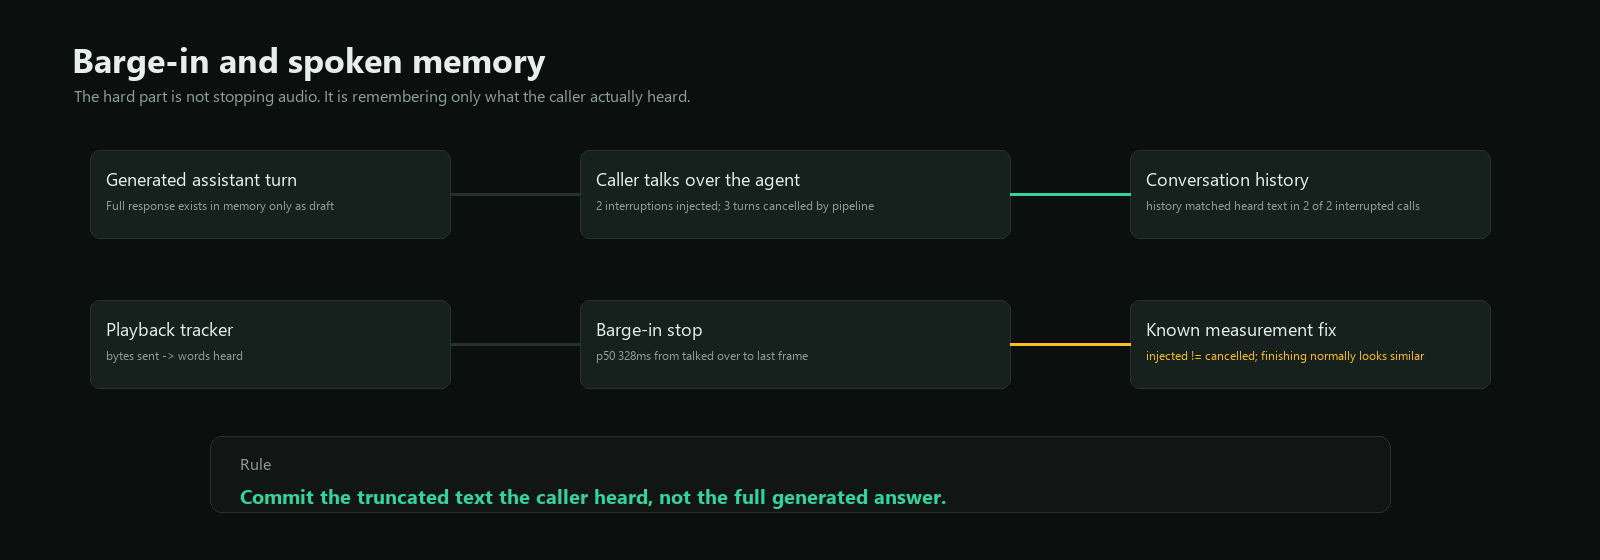 Barge-in and spoken memory
The hard part is not stopping audio. It is remembering only what the caller actually heard.
Generated assistant turn
Full response exists in memory only as draft
Caller talks over the agent
2 interruptions injected; 3 turns cancelled by pipeline
Conversation history
history matched heard text in 2 of 2 interrupted calls
Playback tracker
bytes sent -> words heard
Barge-in stop
p50 328ms from talked over to last frame
Known measurement fix
injected != cancelled; finishing normally looks similar
Rule
Commit the truncated text the caller heard, not the full generated answer.